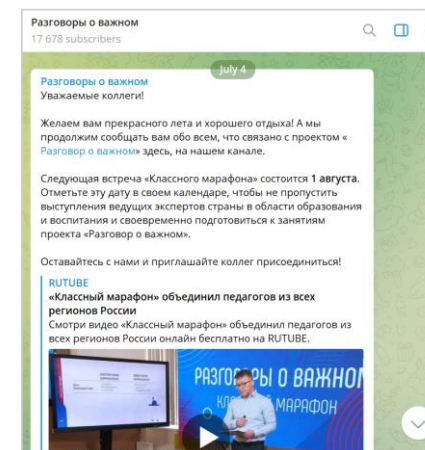 Разговоры о важном
17 678 subscribers
July 4
Разговоры о важном
Уважаемые коллеги!
Желаем вам прекрасного лета и хорошего отдыха! А мы
продолжим сообщать вам обо всем, что связано с проектом «
Разговор о важном» здесь, на нашем канале.
Следующая встреча «Классного марафона» состоится 1 августа.
Отметьте эту дату в своем календаре, чтобы не пропустить
выступления ведущих экспертов страны в области образования
и воспитания и своевременно подготовиться к занятиям
проекта «Разговор о важном».
Оставайтесь с нами и приглашайте коллег присоединиться!
RUTUBE
«Классный марафон» объединил педагогов из всех
регионов России
Смотри видео «Классный марафон» объединил педагогов из
всех регионов России онлайн бесплатно на RUTUBE.
РАЗГОВОРЫ О ВАЖНОМ
МАРАФОН